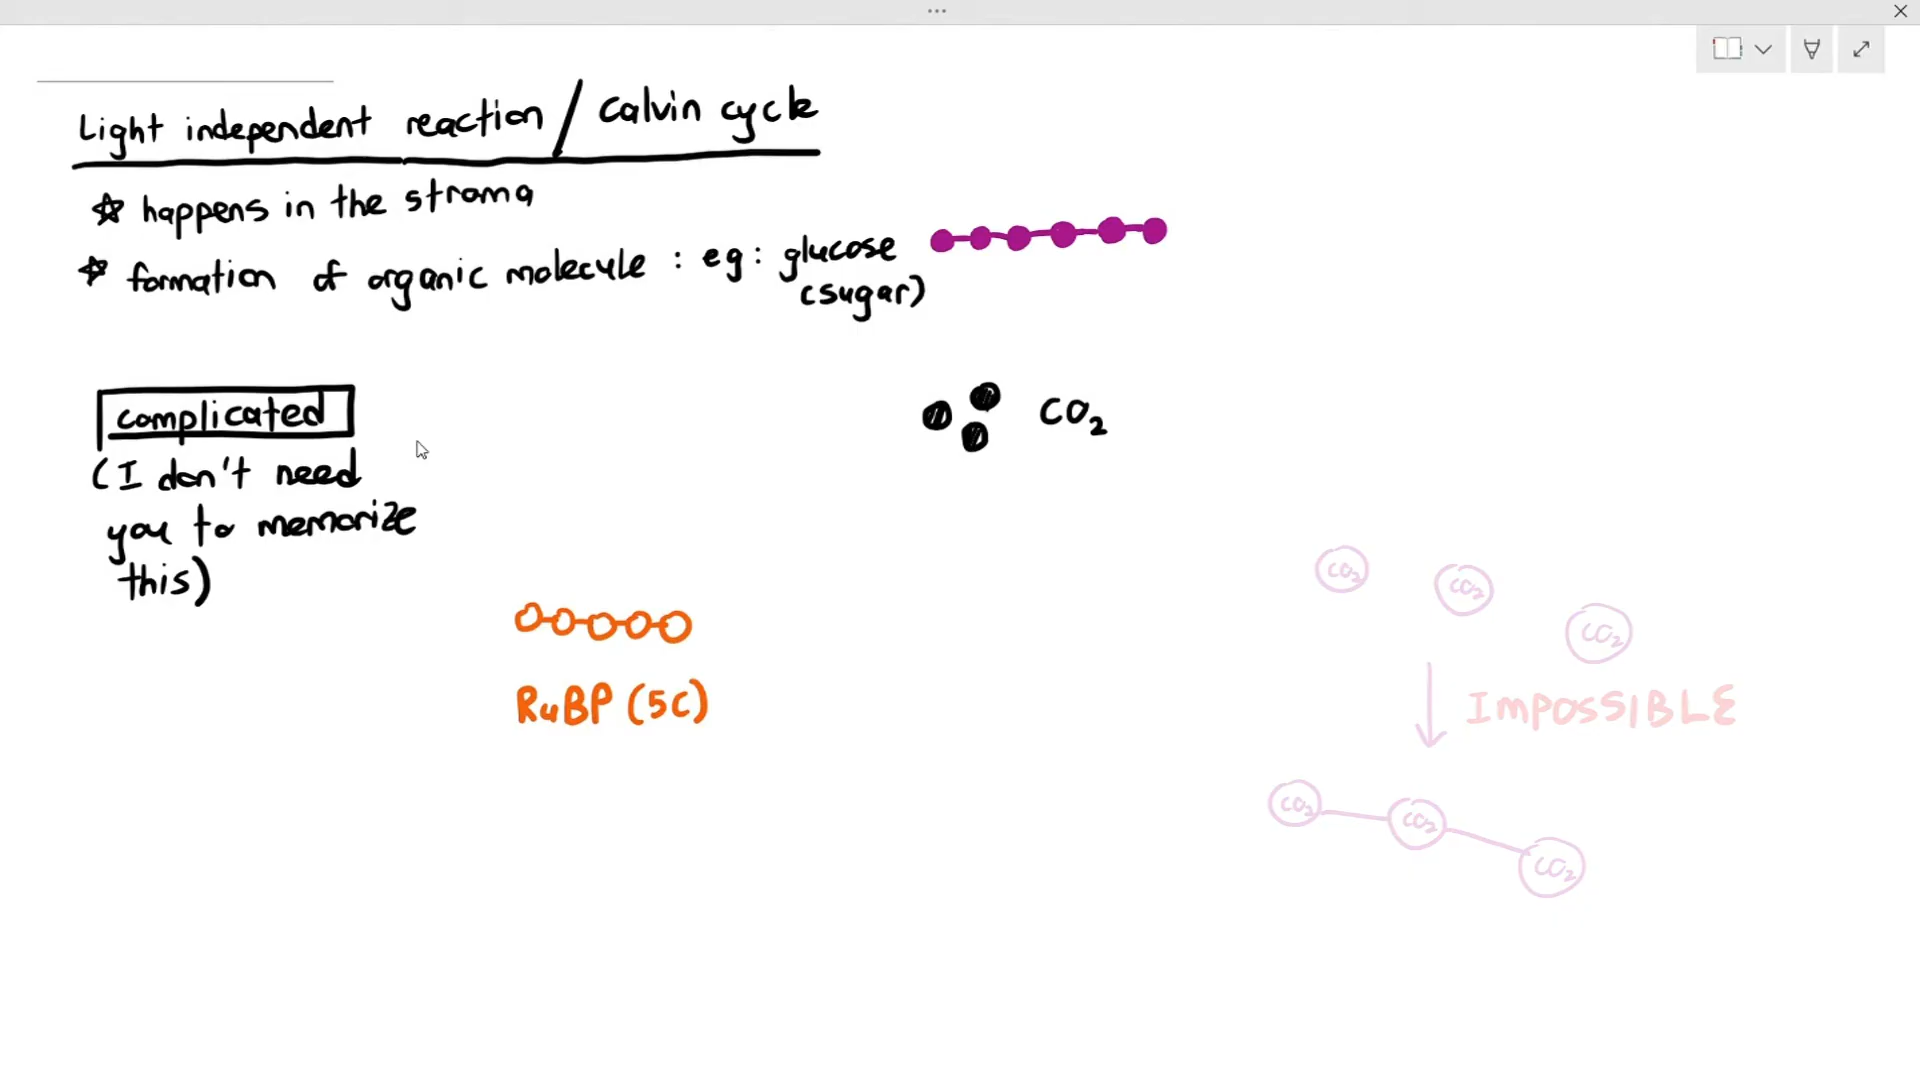 Light independent reaction / Calvin cycle
☆ happens in the stroma
☆ formation of organic molecule : eg : glucose
(sugar)
complicated
(I don't need
you to memorize
this)
CO₂
RuBP (5C)
CO₂ CO₂ CO₂
IMPOSSIBLE
CO₂ CO₂ CO₂